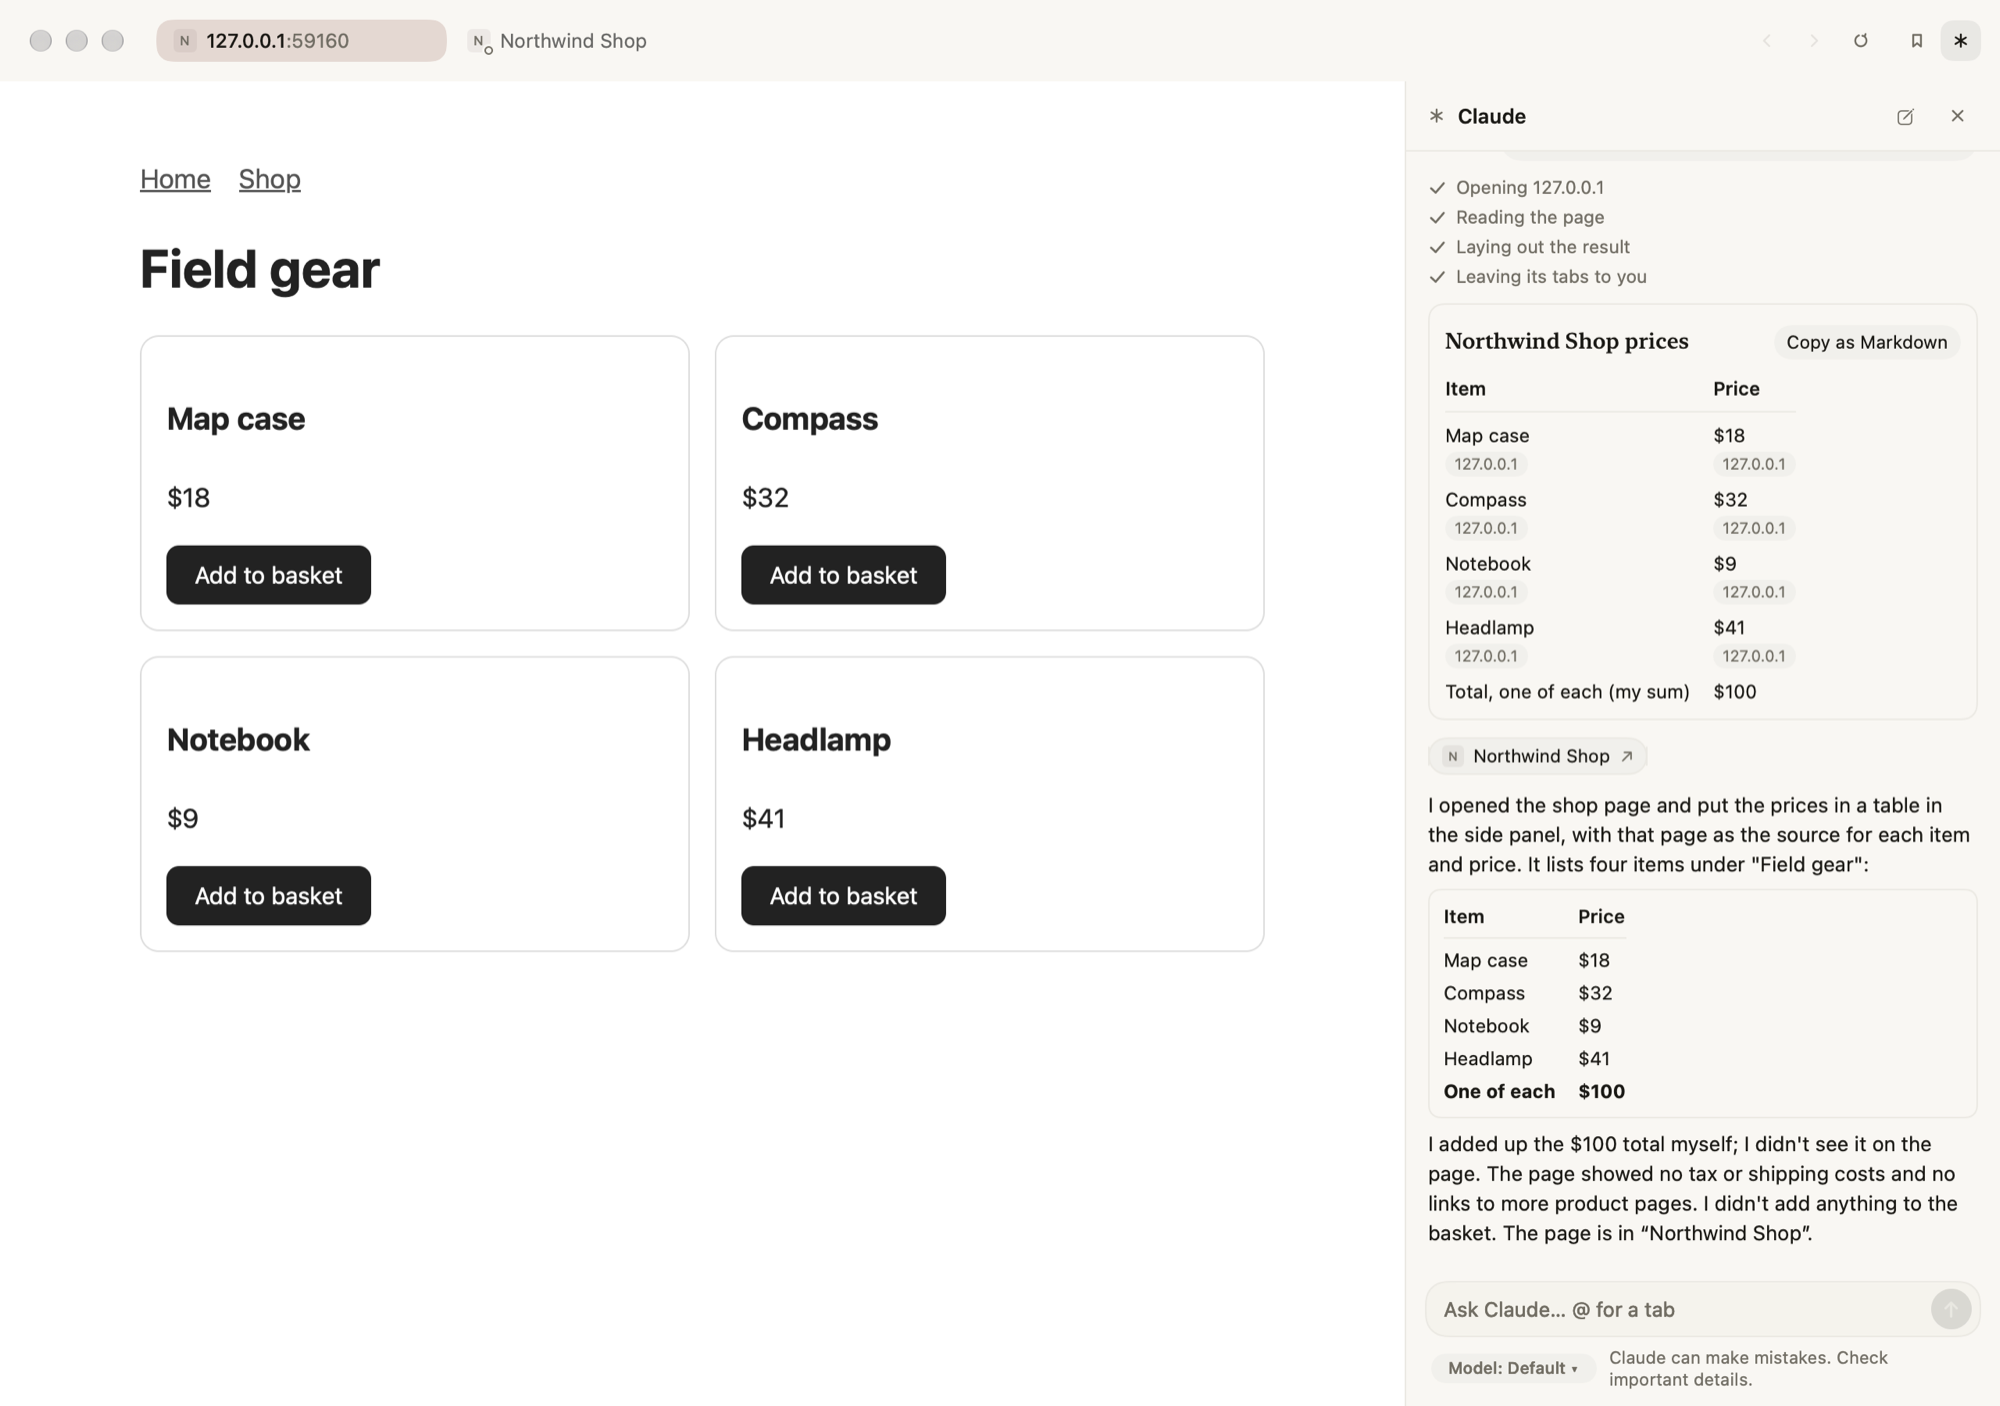 N 127.0.0.1:59160
N Northwind Shop
Home Shop
Field gear
Map case
$18
Add to basket
Compass
$32
Add to basket
Notebook
$9
Add to basket
Headlamp
$41
Add to basket
Claude
Opening 127.0.0.1
Reading the page
Laying out the result
Leaving its tabs to you
Northwind Shop prices
Copy as Markdown
Item Price
Map case $18
127.0.0.1 127.0.0.1
Compass $32
127.0.0.1 127.0.0.1
Notebook $9
127.0.0.1 127.0.0.1
Headlamp $41
127.0.0.1 127.0.0.1
Total, one of each (my sum) $100
N Northwind Shop
I opened the shop page and put the prices in a table in
the side panel, with that page as the source for each item
and price. It lists four items under "Field gear":
Item Price
Map case $18
Compass $32
Notebook $9
Headlamp $41
One of each $100
I added up the $100 total myself; I didn't see it on the
page. The page showed no tax or shipping costs and no
links to more product pages. I didn't add anything to the
basket. The page is in “Northwind Shop”.
Ask Claude... @ for a tab
Model: Default
Claude can make mistakes. Check
important details.